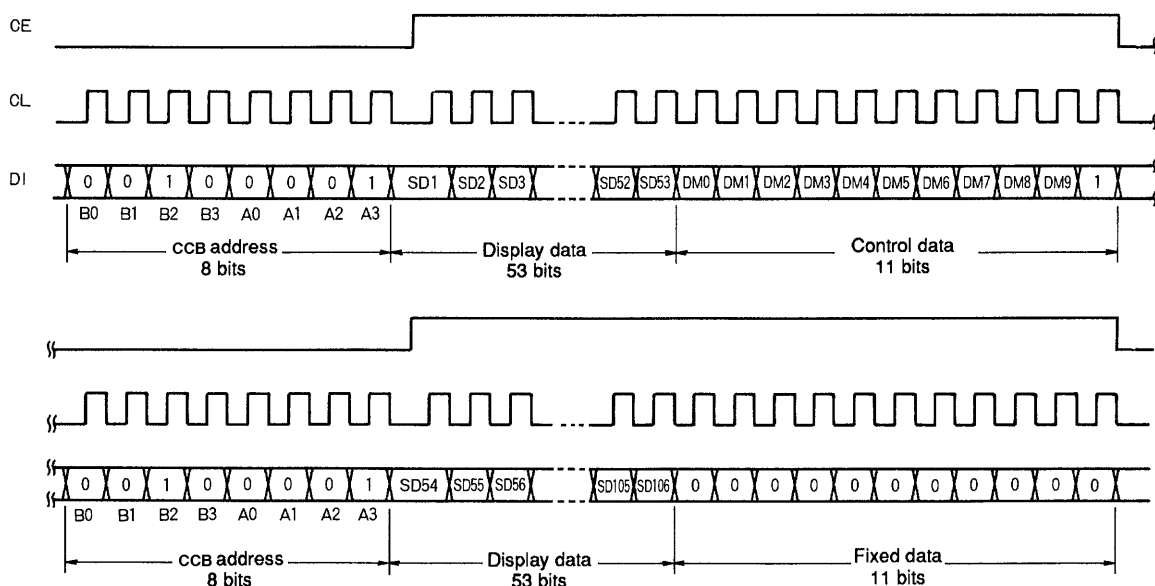 CE
CL
DI 0 0 1 0 0 0 0 1 SD1 SD2 SD3 SD52 SD53 DM0 DM1 DM2 DM3 DM4 DM5 DM6 DM7 DM8 DM9 1
B0 B1 B2 B3 A0 A1 A2 A3
CCB address Display data Control data
8 bits 53 bits 11 bits
0 0 1 0 0 0 0 1 SD54 SD55 SD56 SD105 SD106 0 0 0 0 0 0 0 0 0 0 0
B0 B1 B2 B3 A0 A1 A2 A3
CCB address Display data Fixed data
8 bits 53 bits 11 bits